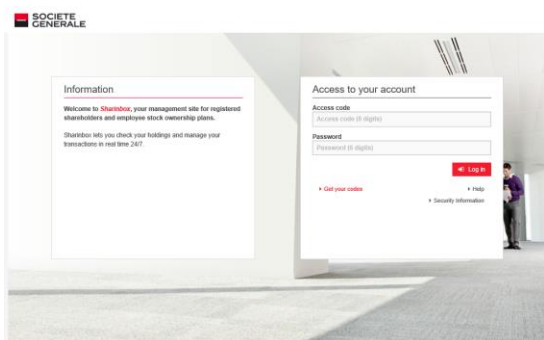 SOCIETE
GENERALE
Information
Welcome to Sharinbox, your management site for registered
shareholders and employee stock ownership plans.
Sharinbox lets you check your holdings and manage your
transactions in real time 24/7.
Access to your account
Access code
Access code (8 digits)
Password
Password (6 digits)
Log in
Get your codes
Help
Security Information